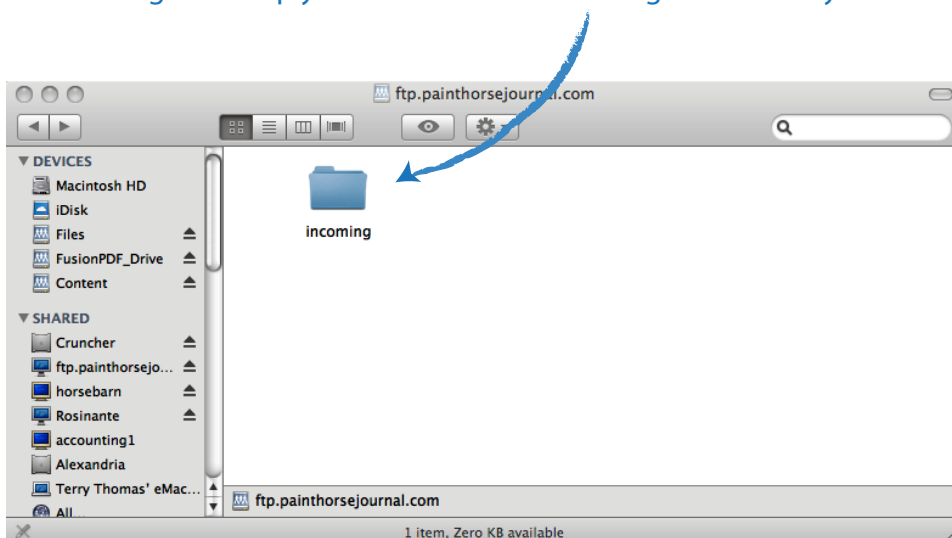 ftp.painthorsejournal.com
DEVICES
Macintosh HD
iDisk
Files
FusionPDF_Drive
Content
SHARED
Cruncher
ftp.painthorsejo...
horsebarn
Rosinante
accounting1
Alexandria
Terry Thomas' eMac...
All...
incoming
ftp.painthorsejournal.com
1 item, Zero KB available